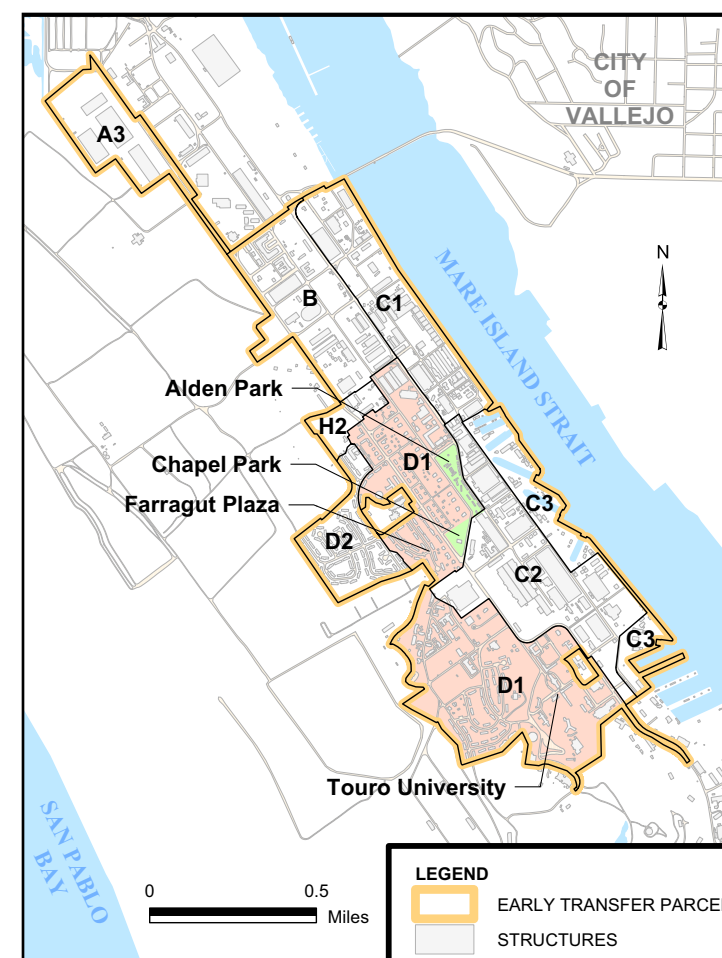 CITY
OF
VALLEJO
A3
N
B
C1
MARE ISLAND STRAIT
Alden Park
H2
Chapel Park
D1
Farragut Plaza
C3
D2
C2
C3
D1
Touro University
SAN PABLO
BAY
0 0.5
Miles
LEGEND
EARLY TRANSFER PARCEL
STRUCTURES